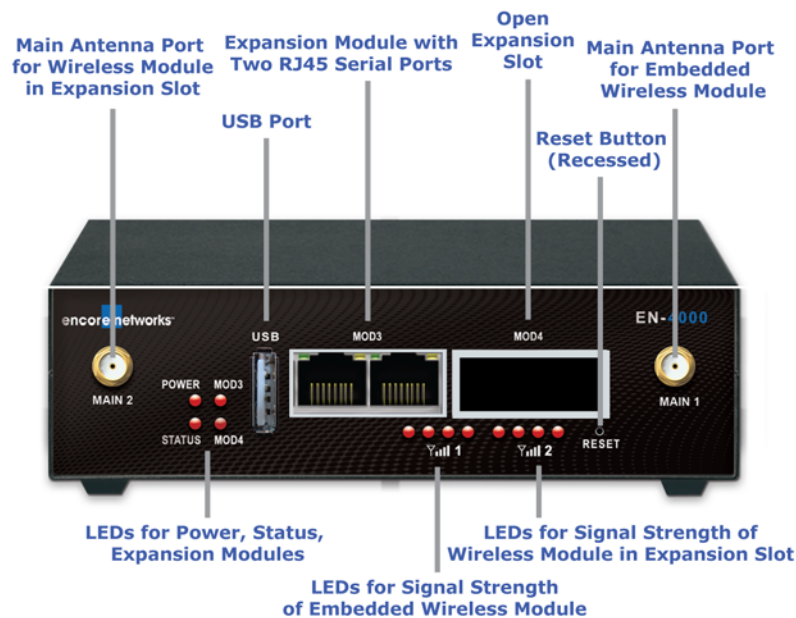 Main Antenna Port
for Wireless Module
in Expansion Slot
Expansion Module with
Two RJ45 Serial Ports
Open
Expansion
Slot
Main Antenna Port
for Embedded
Wireless Module
USB Port
Reset Button
(Recessed)
encore networks™
EN-4000
USB
MOD3
MOD4
MAIN 2
POWER MOD3
STATUS MOD4
MAIN 1
1
2
RESET
LEDs for Power, Status,
Expansion Modules
LEDs for Signal Strength of
Wireless Module in Expansion Slot
LEDs for Signal Strength
of Embedded Wireless Module